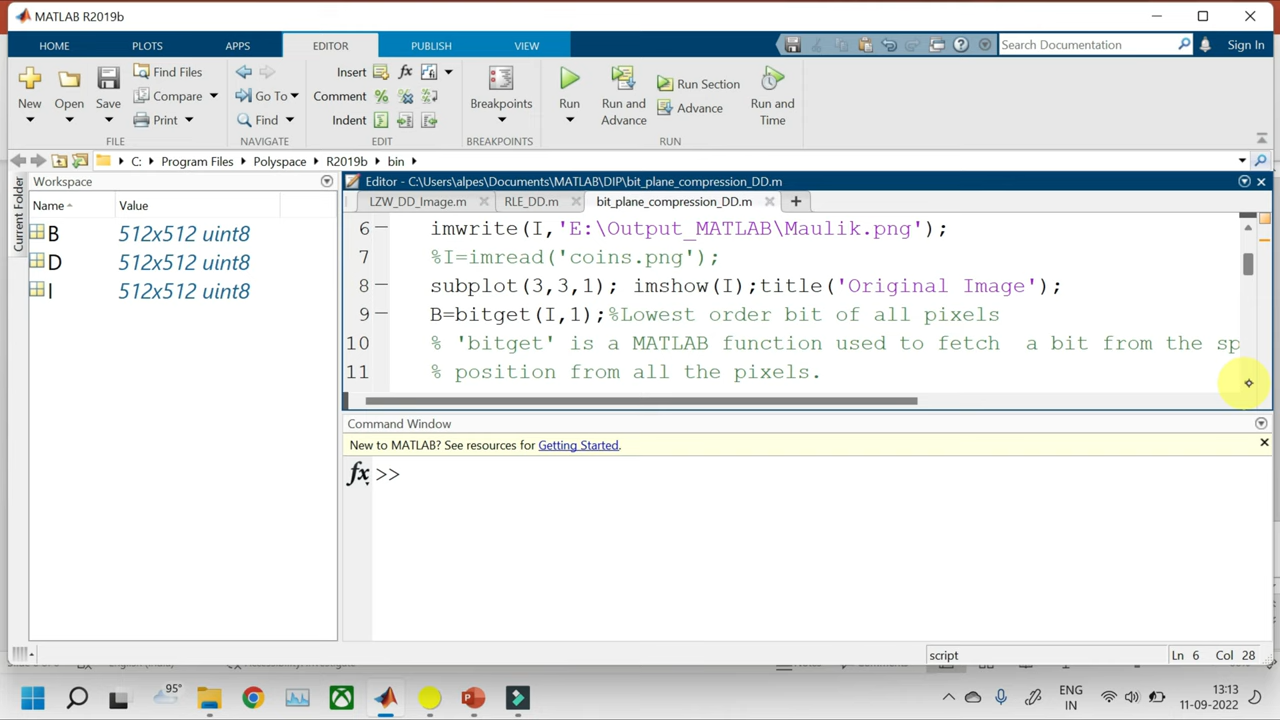 MATLAB R2019b
HOME PLOTS APPS EDITOR PUBLISH VIEW Search Documentation Sign In
New Open Save Find Files Compare Print
Go To Find
Insert Comment Indent
Breakpoints
Run Run and Advance Run Section Advance Run and Time
FILE NAVIGATE EDIT BREAKPOINTS RUN
C: Program Files Polyspace R2019b bin
Current Folder
Workspace
Name Value
B 512x512 uint8
D 512x512 uint8
I 512x512 uint8
Editor - C:\Users\alpes\Documents\MATLAB\DIP\bit_plane_compression_DD.m
LZW_DD_Image.m RLE_DD.m bit_plane_compression_DD.m
6 imwrite(I,'E:\Output_MATLAB\Maulik.png');
7 %I=imread('coins.png');
8 subplot(3,3,1); imshow(I);title('Original Image');
9 B=bitget(I,1);%Lowest order bit of all pixels
10 % 'bitget' is a MATLAB function used to fetch  a bit from the sp
11 % position from all the pixels.
Command Window
New to MATLAB? See resources for Getting Started.
fx >>
script Ln 6 Col 28
95°
ENG
IN
13:13
11-09-2022